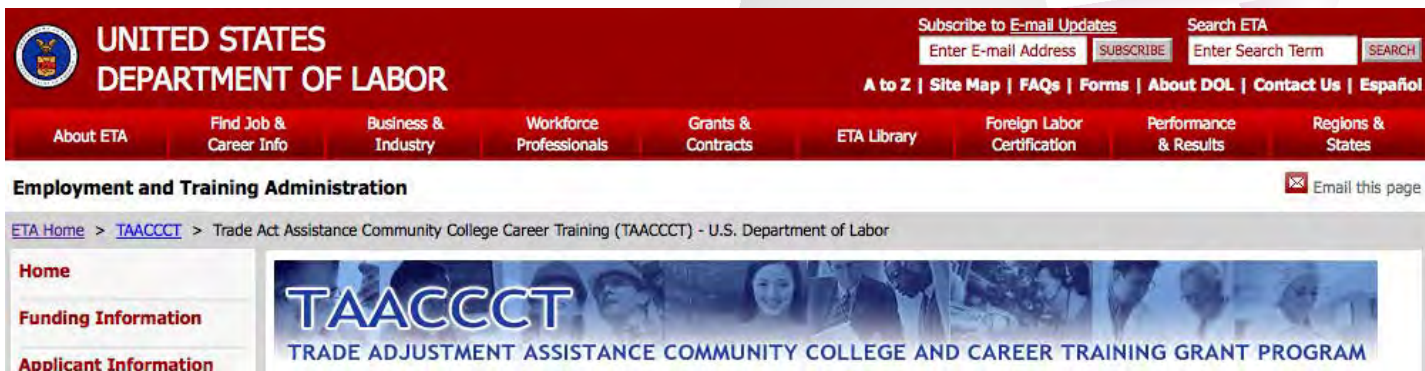 UNITED STATES
DEPARTMENT OF LABOR
Subscribe to E-mail Updates
Search ETA
Enter E-mail Address SUBSCRIBE Enter Search Term SEARCH
A to Z | Site Map | FAQs | Forms | About DOL | Contact Us | Español
About ETA
Find Job &
Career Info
Business &
Industry
Workforce
Professionals
Grants &
Contracts
ETA Library
Foreign Labor
Certification
Performance
& Results
Regions &
States
Employment and Training Administration
Email this page
ETA Home > TAACCCT > Trade Act Assistance Community College Career Training (TAACCCT) - U.S. Department of Labor
Home
Funding Information
Applicant Information
TAACCCT
TRADE ADJUSTMENT ASSISTANCE COMMUNITY COLLEGE AND CAREER TRAINING GRANT PROGRAM